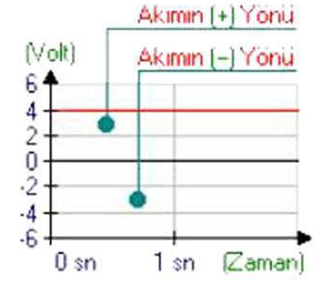 Akımın (+) Yönü
(Volt) Akımın (−) Yönü
6
4
2
0
-2
-4
-6
0 sn 1 sn (Zaman)